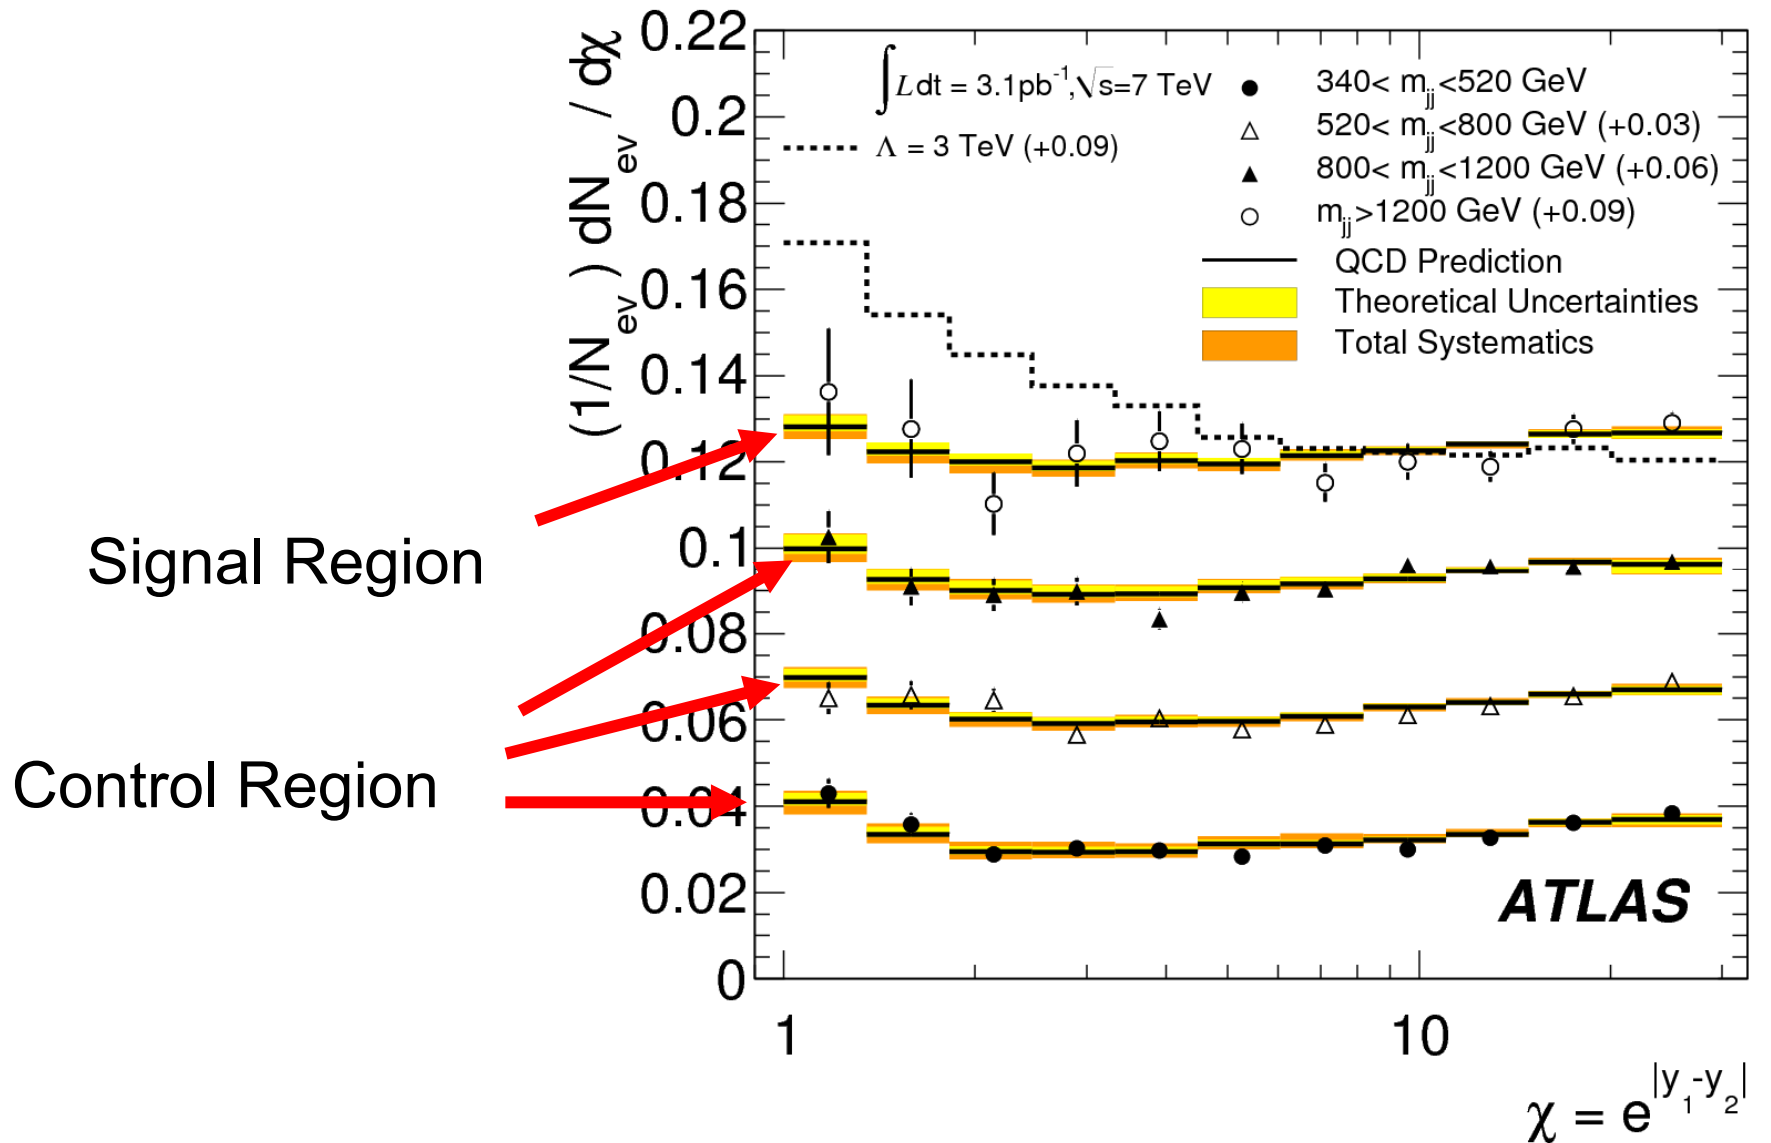 (1/N_ev) dN_ev / dχ
0.22
0.2
0.18
0.16
0.14
0.12
0.1
0.08
0.06
0.04
0.02
0
∫ L dt = 3.1pb⁻¹,√s=7 TeV
Λ = 3 TeV (+0.09)
340< m_jj <520 GeV
520< m_jj <800 GeV (+0.03)
800< m_jj <1200 GeV (+0.06)
m_jj >1200 GeV (+0.09)
QCD Prediction
Theoretical Uncertainties
Total Systematics
Signal Region
Control Region
ATLAS
1
10
χ = e^|y_1-y_2|